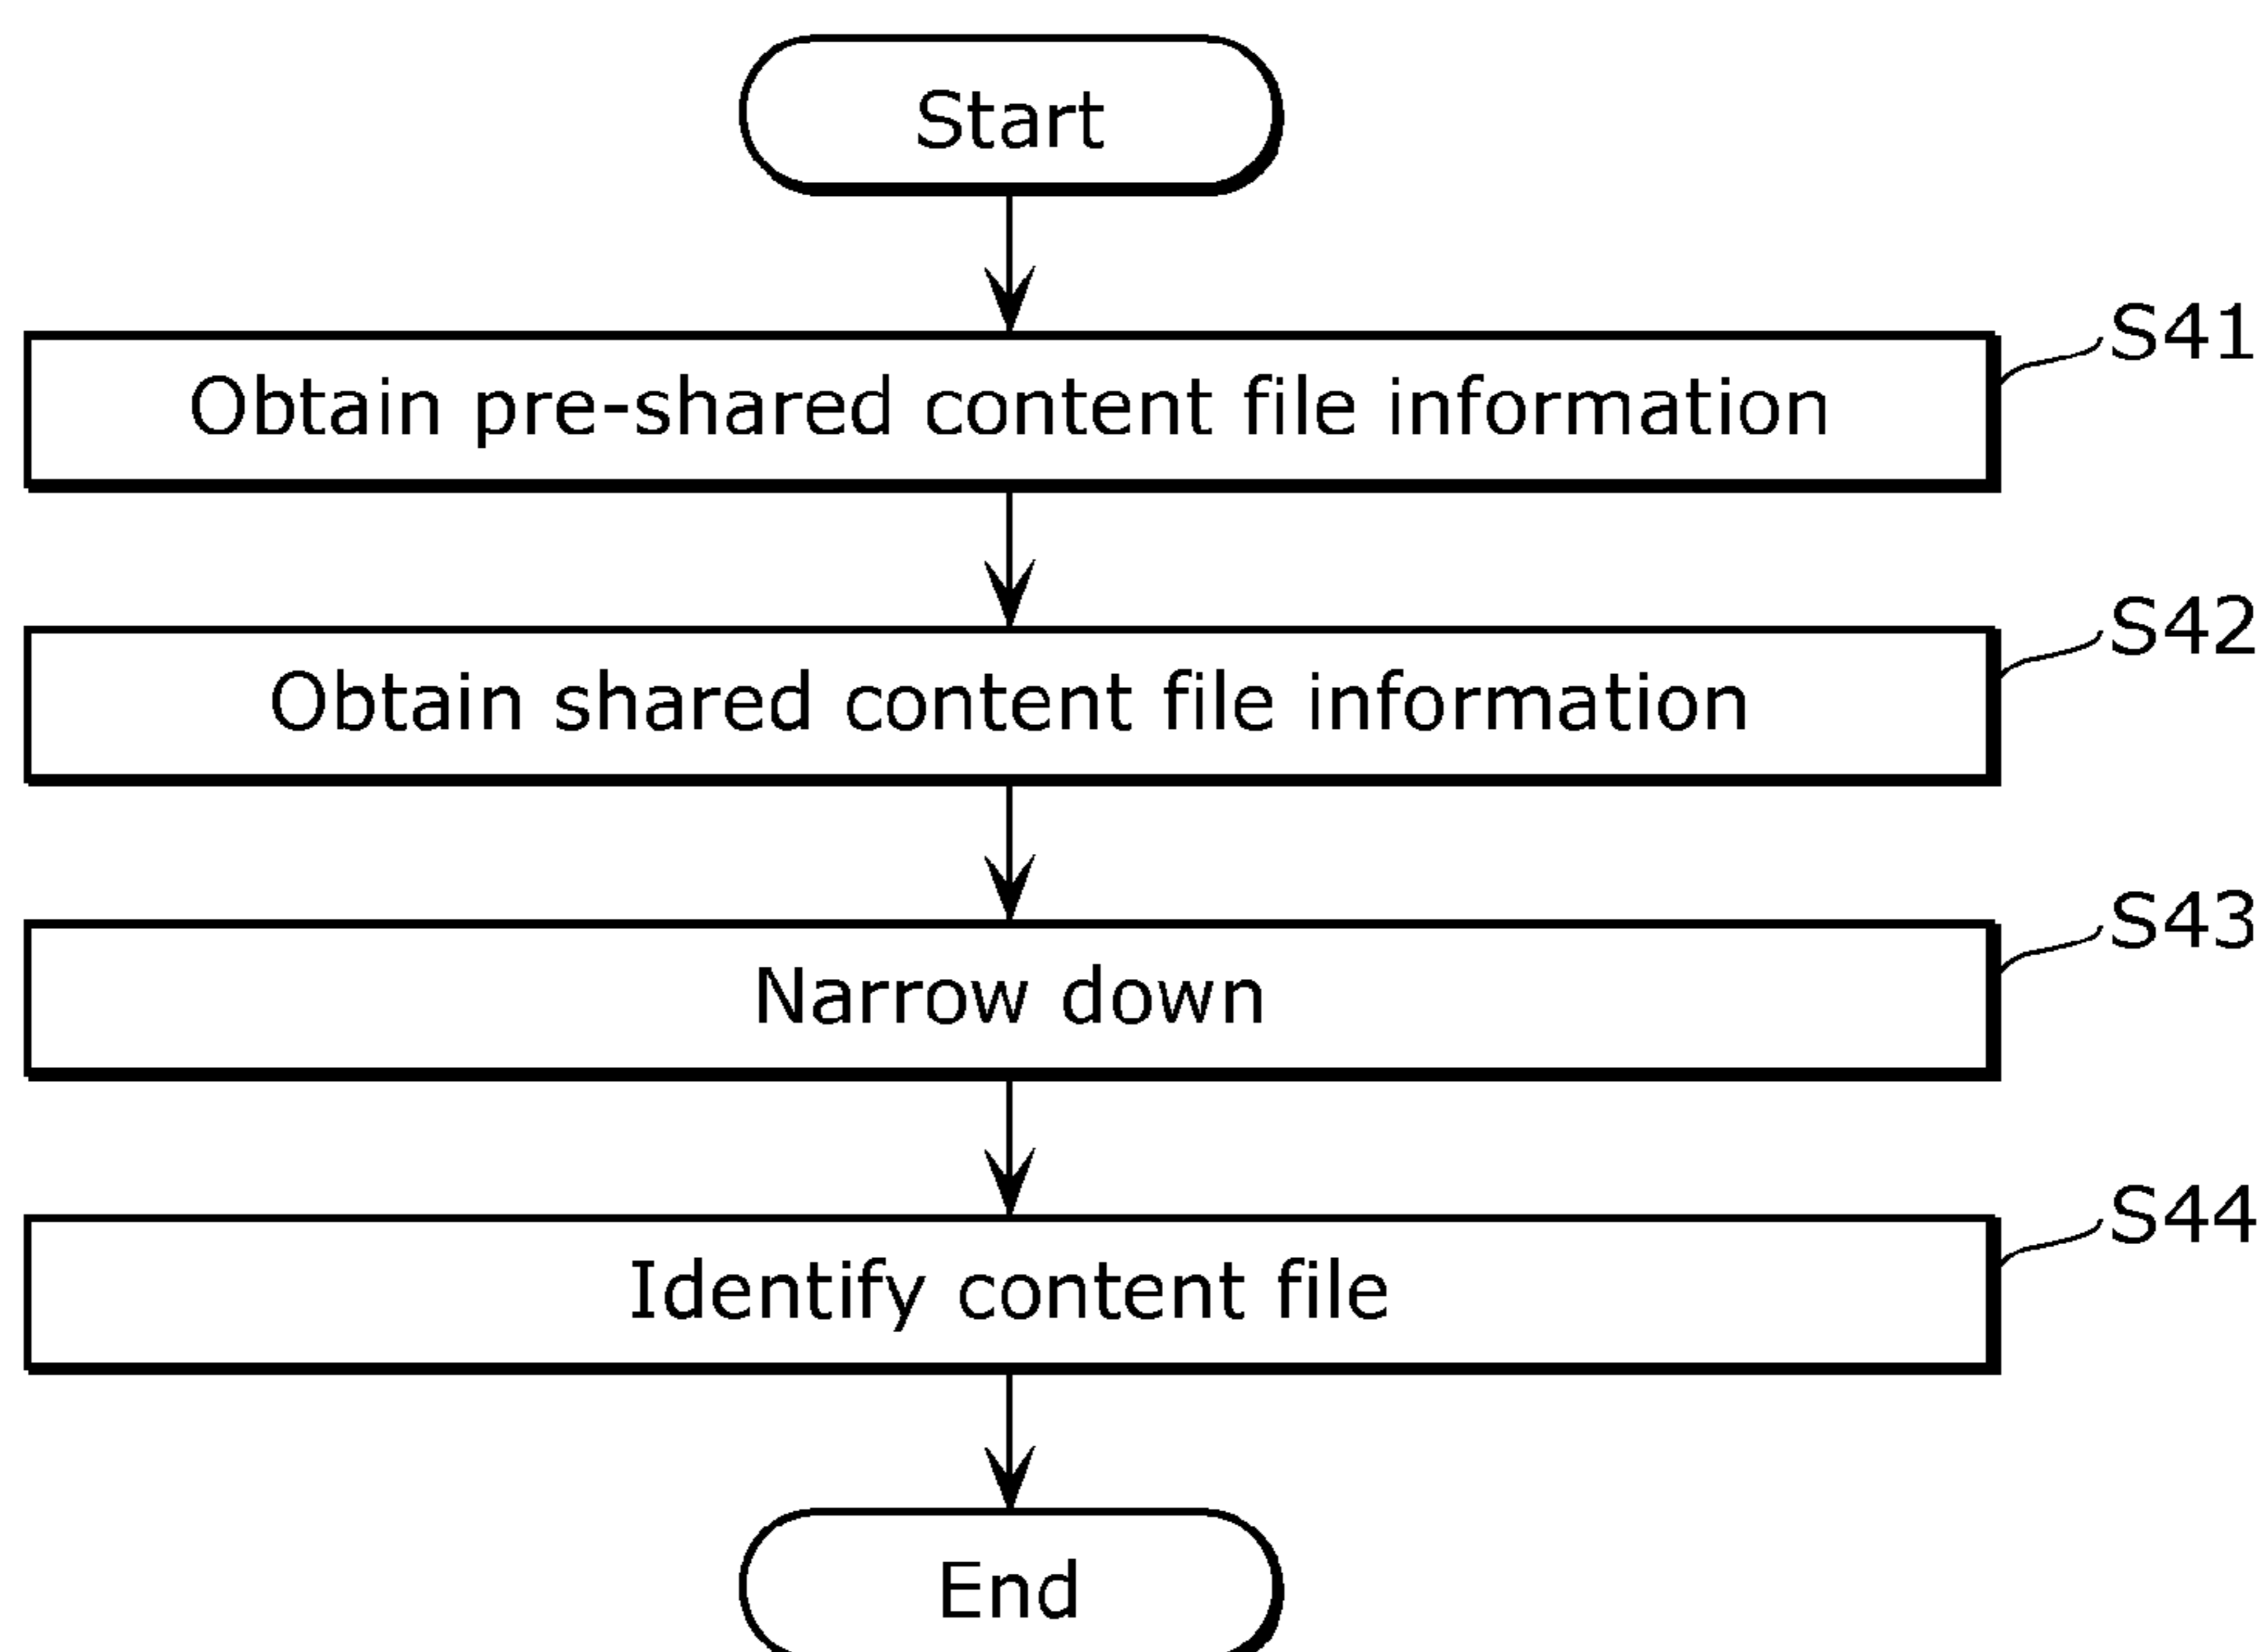 Start
S41
Obtain pre-shared content file information
S42
Obtain shared content file information
S43
Narrow down
S44
Identify content file
End